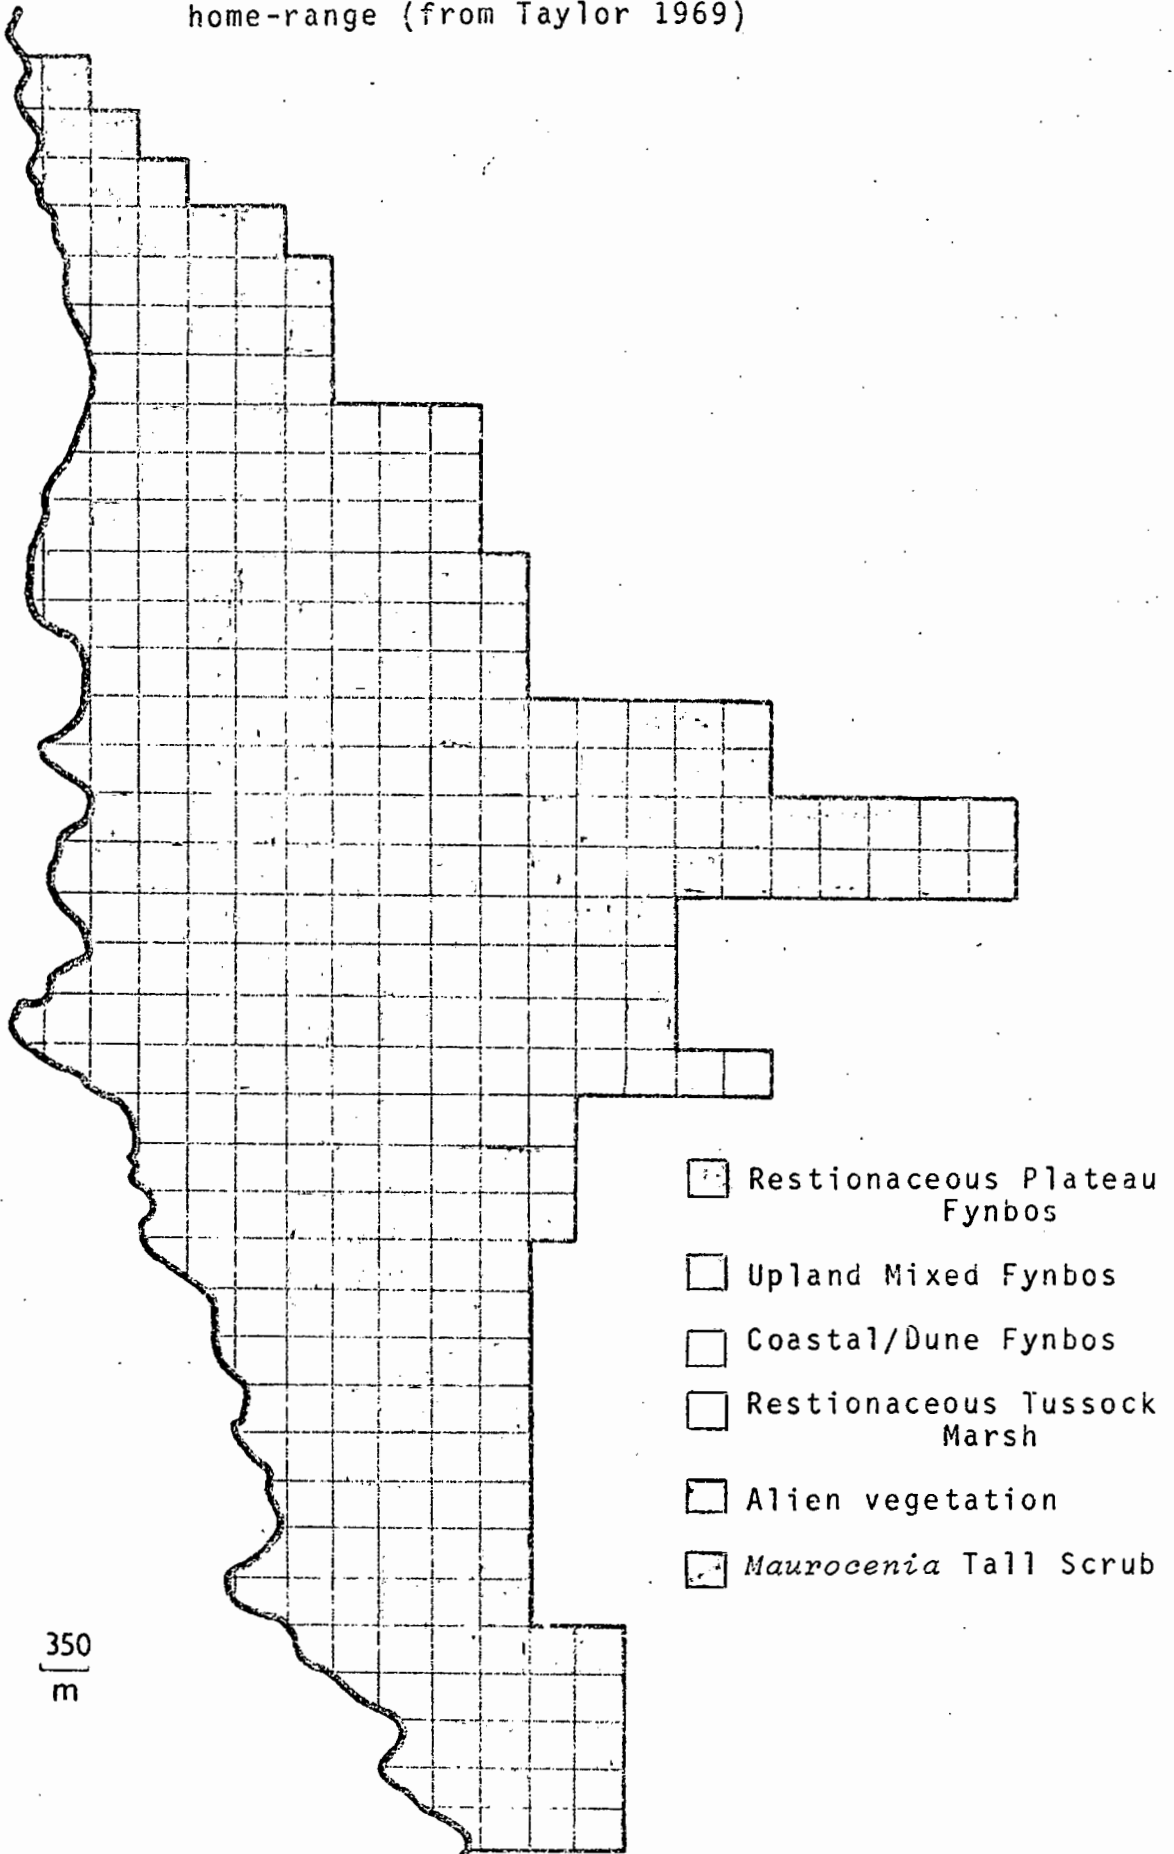 home-range (from Taylor 1969)
Restionaceous Plateau
Fynbos
Upland Mixed Fynbos
Coastal/Dune Fynbos
Restionaceous Tussock
Marsh
Alien vegetation
Maurocenia Tall Scrub
350
m